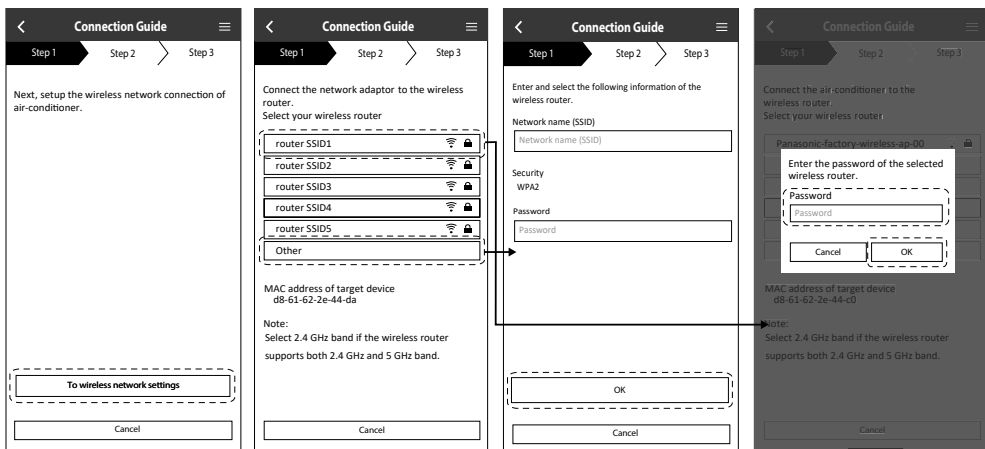 Connection Guide
Step 1
Step 2
Step 3
Next, setup the wireless network connection of
air-conditioner.
To wireless network settings
Cancel
Connection Guide
Step 1
Step 2
Step 3
Connect the network adaptor to the wireless
router.
Select your wireless router
router SSID1
router SSID2
router SSID3
router SSID4
router SSID5
Other
MAC address of target device
d8-61-62-2e-44-da
Note:
Select 2.4 GHz band if the wireless router
supports both 2.4 GHz and 5 GHz band.
Cancel
Connection Guide
Step 1
Step 2
Step 3
Enter and select the following information of the
wireless router.
Network name (SSID)
Network name (SSID)
Security
WPA2
Password
Password
OK
Cancel
Connection Guide
Step 1
Step 2
Step 3
Connect the air-conditioner to the
wireless router.
Select your wireless router
Panasonic-factory-wireless-ap-00
Enter the password of the selected
wireless router.
Password
Password
Cancel
OK
MAC address of target device
d8-61-62-2e-44-c0
Note:
Select 2.4 GHz band if the wireless router
supports both 2.4 GHz and 5 GHz band.
Cancel